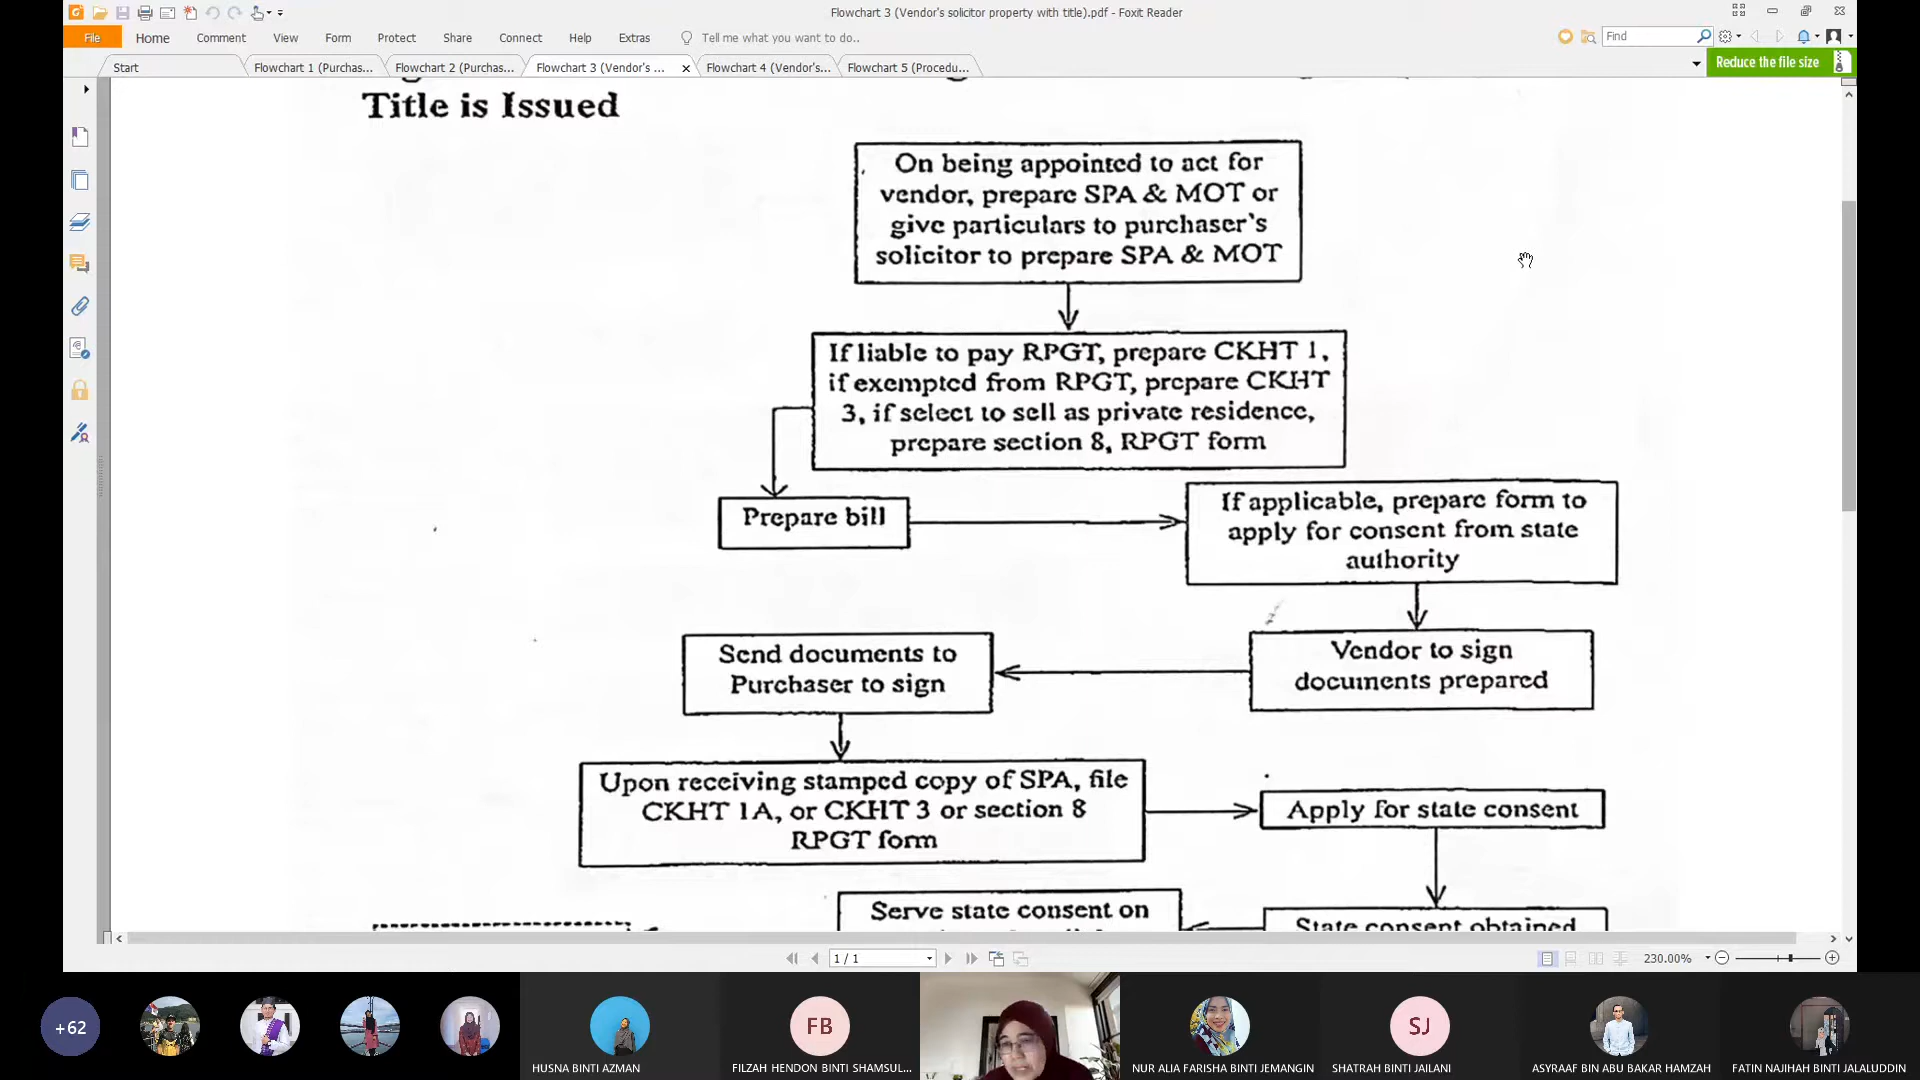 Flowchart 3 (Vendor's solicitor property with title).pdf - Foxit Reader
File Home Comment View Form Protect Share Connect Help Extras Tell me what you want to do.. Find
Start Flowchart 1 (Purchas... Flowchart 2 (Purchas... Flowchart 3 (Vendor's ... Flowchart 4 (Vendor's... Flowchart 5 (Procedu... Reduce the file size
Title is Issued
On being appointed to act for
vendor, prepare SPA & MOT or
give particulars to purchaser's
solicitor to prepare SPA & MOT
If liable to pay RPGT, prepare CKHT 1,
if exempted from RPGT, prepare CKHT
3, if select to sell as private residence,
prepare section 8, RPGT form
Prepare bill
If applicable, prepare form to
apply for consent from state
authority
Vendor to sign
documents prepared
Send documents to
Purchaser to sign
Upon receiving stamped copy of SPA, file
CKHT 1A, or CKHT 3 or section 8
RPGT form
Apply for state consent
Serve state consent on
State consent obtained
1 / 1
230.00%
+62
FB
SJ
HUSNA BINTI AZMAN
FILZAH HENDON BINTI SHAMSUL...
NUR ALIA FARISHA BINTI JEMANGIN
SHATRAH BINTI JAILANI
ASYRAAF BIN ABU BAKAR HAMZAH
FATIN NAJIHAH BINTI JALALUDDIN